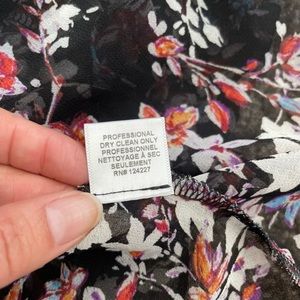 PROFESSIONAL
DRY CLEAN ONLY
PROFESSIONNEL
NETTOYAGE À SEC
SEULEMENT
RN# 124227